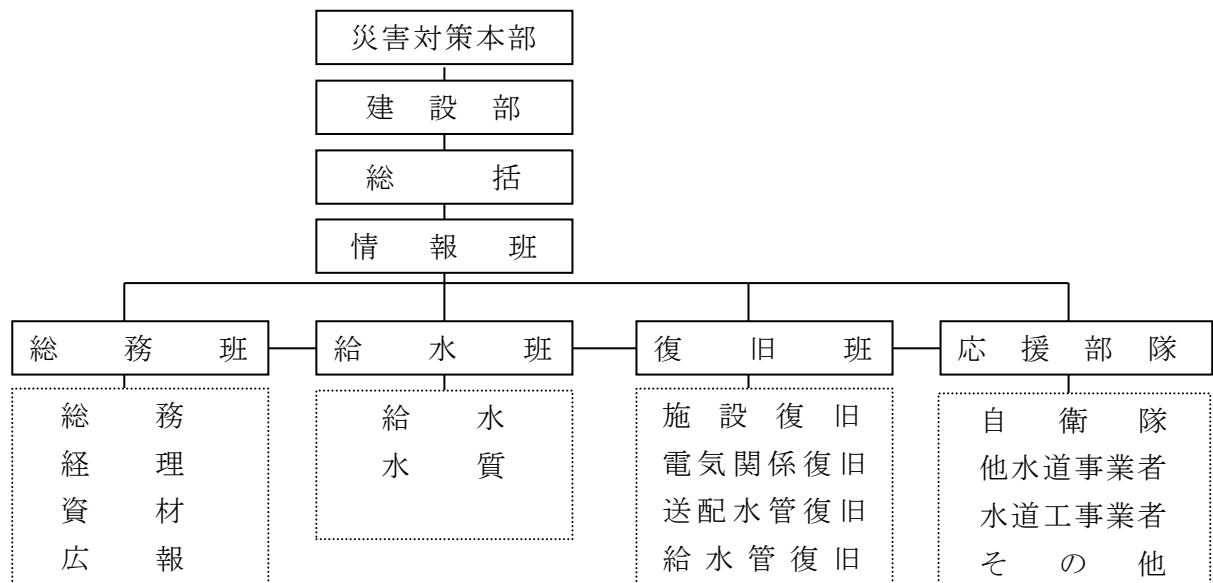 災害対策本部
建設部
総括
情報班
総務班
給水班
復旧班
応援部隊
総務
経理
資材
広報
給水
水質
施設復旧
電気関係復旧
送配水管復旧
給水管復旧
自衛隊
他水道事業者
水道工事業者
その他